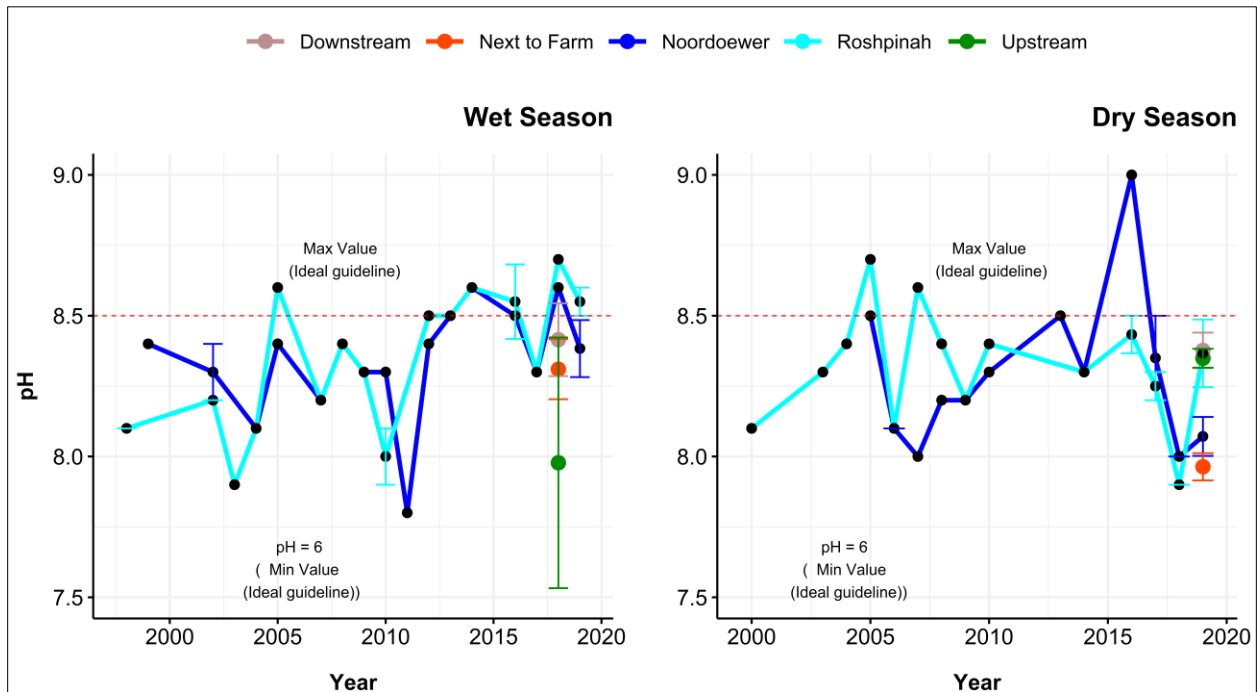 Downstream Next to Farm Noordoewer Roshpinah Upstream
Wet Season
pH
9.0
8.5
8.0
7.5
Max Value
(Ideal guideline)
pH = 6
( Min Value
(Ideal guideline))
2000 2005 2010 2015 2020
Year
Dry Season
9.0
8.5
8.0
7.5
Max Value
(Ideal guideline)
pH = 6
( Min Value
(Ideal guideline))
2000 2005 2010 2015 2020
Year